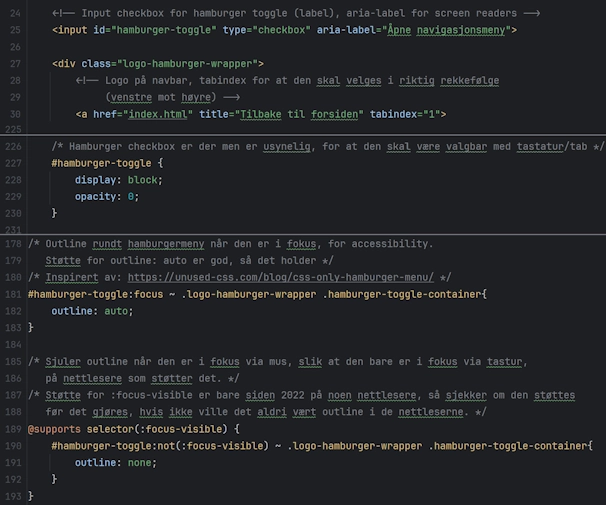 24 <!-- Input checkbox for hamburger toggle (label), aria-label for screen readers -->
25 <input id="hamburger-toggle" type="checkbox" aria-label="Åpne navigasjonsmeny">
26
27 <div class="logo-hamburger-wrapper">
28 <!-- Logo på navbar, tabindex for at den skal velges i riktig rekkefølge
29 (venstre mot høyre) -->
30 <a href="index.html" title="Tilbake til forsiden" tabindex="1">
225
226 /* Hamburger checkbox er der men er usynelig, for at den skal være valgbar med tastatur/tab */
227 #hamburger-toggle {
228 display: block;
229 opacity: 0;
230 }
231
178 /* Outline rundt hamburgermeny når den er i fokus, for accessibility.
179 Støtte for outline: auto er god, så det holder */
180 /* Inspirert av: https://unused-css.com/blog/css-only-hamburger-menu/ */
181 #hamburger-toggle:focus ~ .logo-hamburger-wrapper .hamburger-toggle-container{
182 outline: auto;
183 }
184
185 /* Sjuler outline når den er i fokus via mus, slik at den bare er i fokus via tastur,
186 på nettlesere som støtter det. */
187 /* Støtte for :focus-visible er bare siden 2022 på noen nettlesere, så sjekker om den støttes
188 før det gjøres, hvis ikke ville det aldri vært outline i de nettleserne. */
189 @supports selector(:focus-visible) {
190 #hamburger-toggle:not(:focus-visible) ~ .logo-hamburger-wrapper .hamburger-toggle-container{
191 outline: none;
192 }
193 }